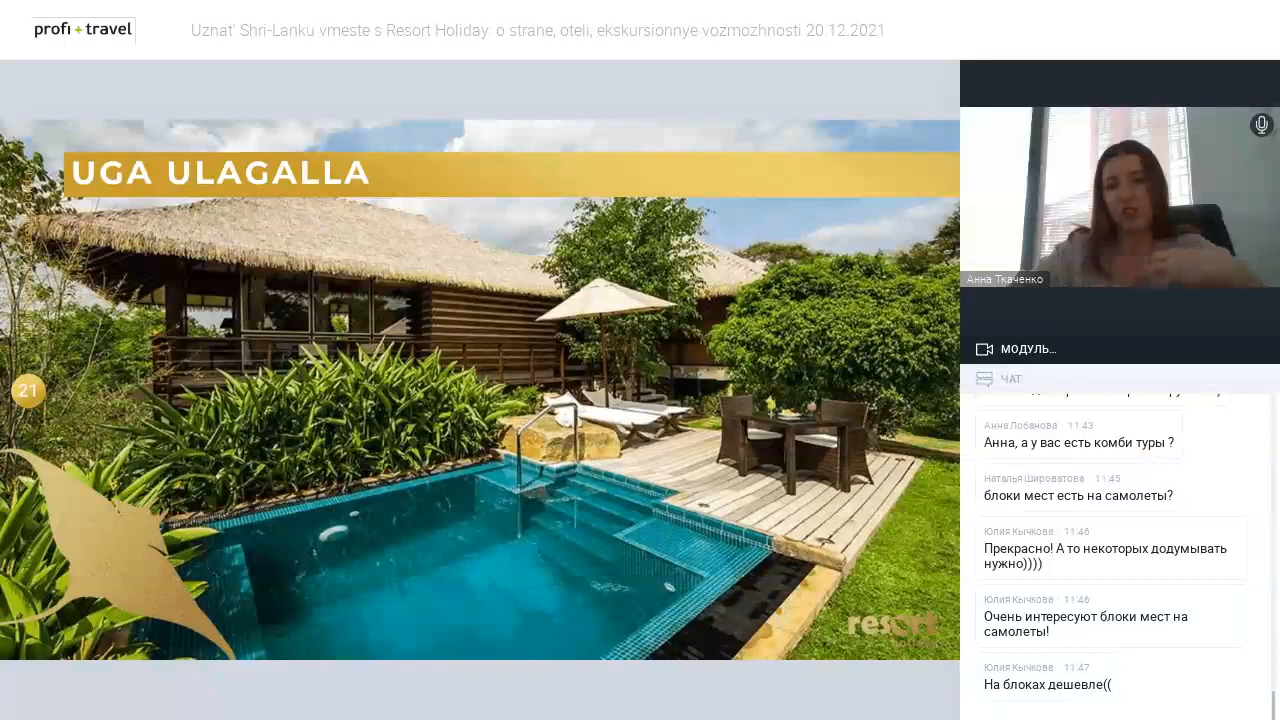 profi + travel
Uznat' Shri-Lanku vmeste s Resort Holiday: o strane, oteli, ekskursionnye vozmozhnosti 20.12.2021
UGA ULAGALLA
21
resort
Анна Ткаченко
МОДУЛЬ...
ЧАТ
Анна Лобанова · 11:43
Анна, а у вас есть комби туры ?
Наталья Широватова · 11:45
блоки мест есть на самолеты?
Юлия Кычкова · 11:46
Прекрасно! А то некоторых додумывать
нужно))))
Юлия Кычкова · 11:46
Очень интересуют блоки мест на
самолеты!
Юлия Кычкова · 11:47
На блоках дешевле((